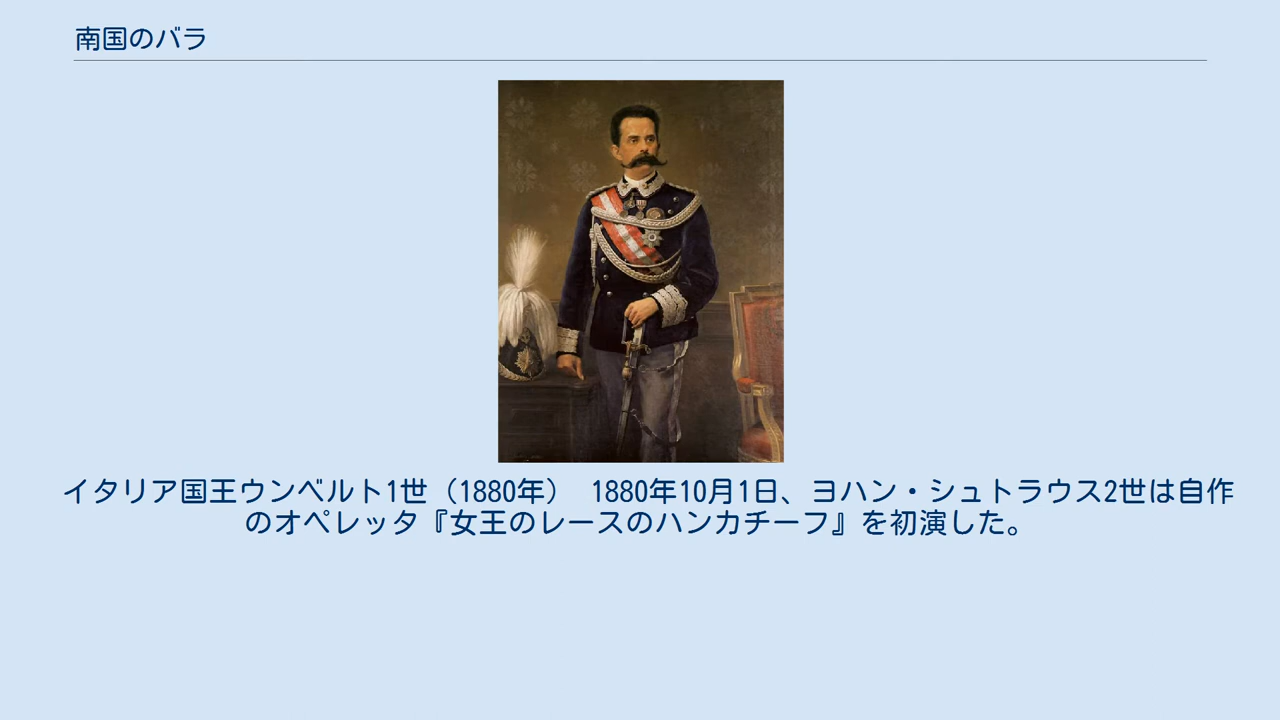 南国のバラ
イタリア国王ウンベルト1世（1880年） 1880年10月1日、ヨハン・シュトラウス2世は自作
のオペレッタ『女王のレースのハンカチーフ』を初演した。